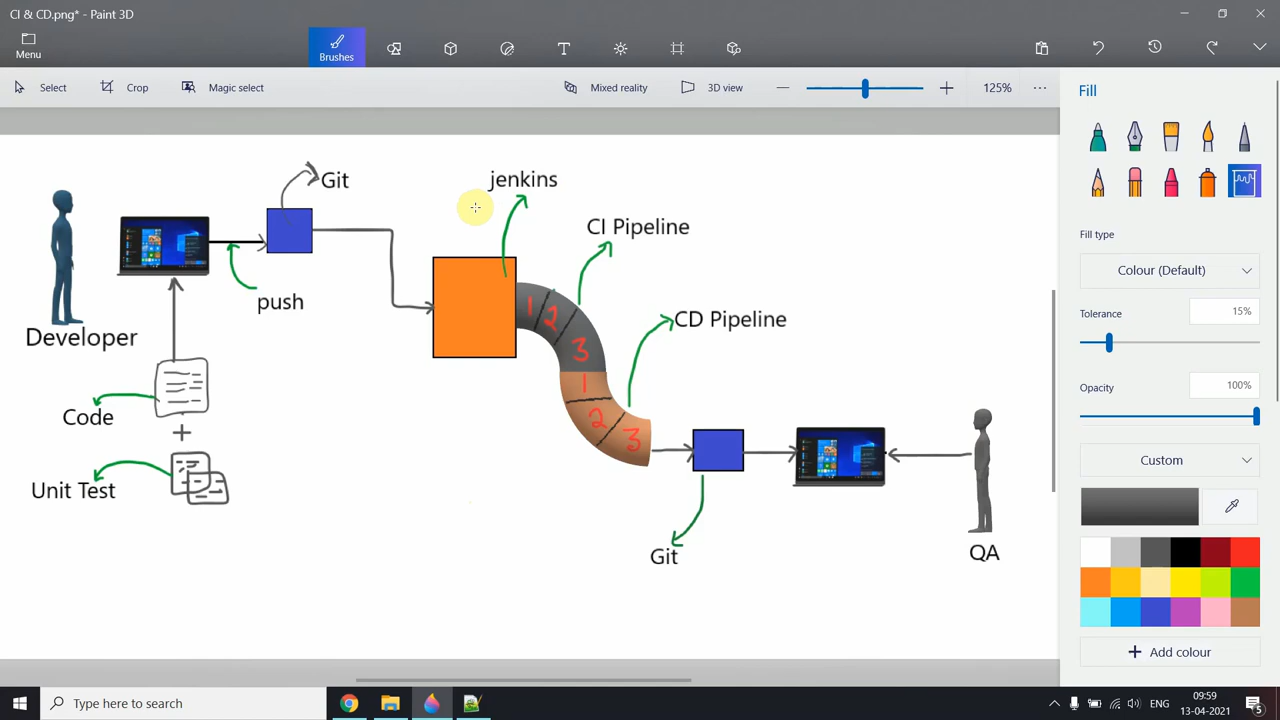 CI & CD.png* - Paint 3D
Menu
Brushes
Select
Crop
Magic select
Mixed reality
3D view
125%
Fill
Git
jenkins
CI Pipeline
push
CD Pipeline
Developer
1
2
3
1
2
3
Code
+
Unit Test
Git
QA
Fill type
Colour (Default)
Tolerance
15%
Opacity
100%
Custom
Add colour
Type here to search
ENG
09:59
13-04-2021
5